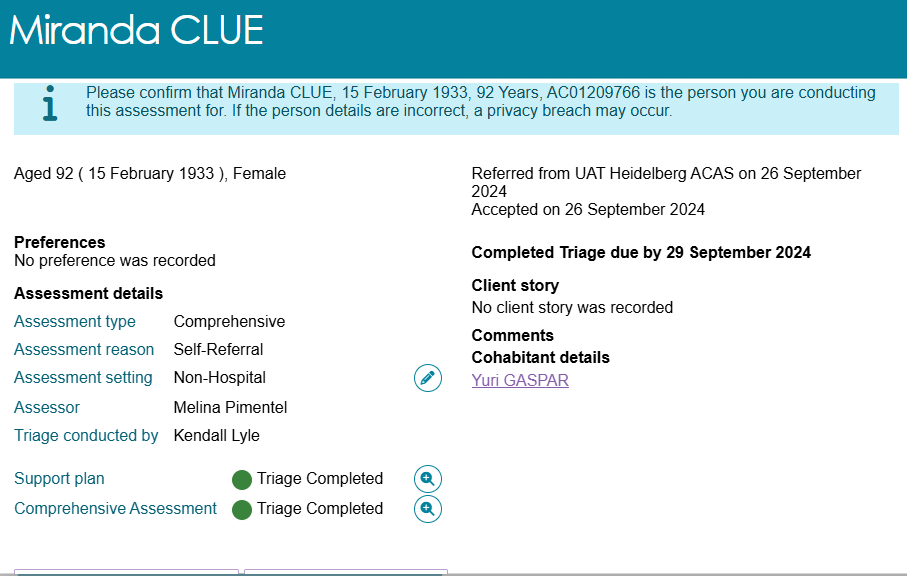 Miranda CLUE
Please confirm that Miranda CLUE, 15 February 1933, 92 Years, AC01209766 is the person you are conducting
this assessment for. If the person details are incorrect, a privacy breach may occur.
Aged 92 ( 15 February 1933 ), Female
Preferences
No preference was recorded
Assessment details
Assessment type Comprehensive
Assessment reason Self-Referral
Assessment setting Non-Hospital
Assessor Melina Pimentel
Triage conducted by Kendall Lyle
Support plan Triage Completed
Comprehensive Assessment Triage Completed
Referred from UAT Heidelberg ACAS on 26 September
2024
Accepted on 26 September 2024
Completed Triage due by 29 September 2024
Client story
No client story was recorded
Comments
Cohabitant details
Yuri GASPAR